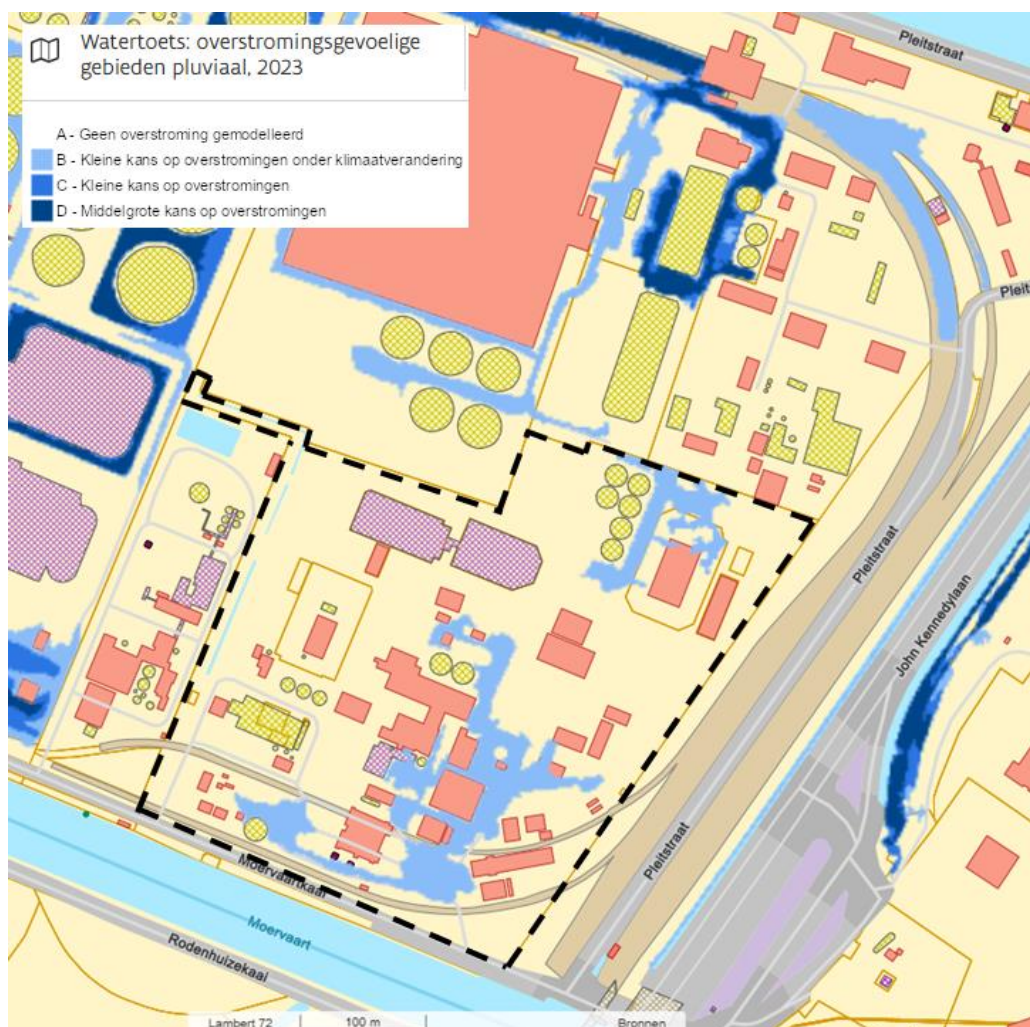 Watertoets: overstromingsgevoelige
gebieden pluviaal, 2023
A - Geen overstroming gemodelleerd
B - Kleine kans op overstromingen onder klimaatverandering
C - Kleine kans op overstromingen
D - Middelgrote kans op overstromingen
Pleitstraat
Pleits
Pleitstraat
John Kennedylaan
Pleitstraat
Moervaartkaai
Moervaart
Rodenhuizekaai
Lambert 72
100 m
Bronnen